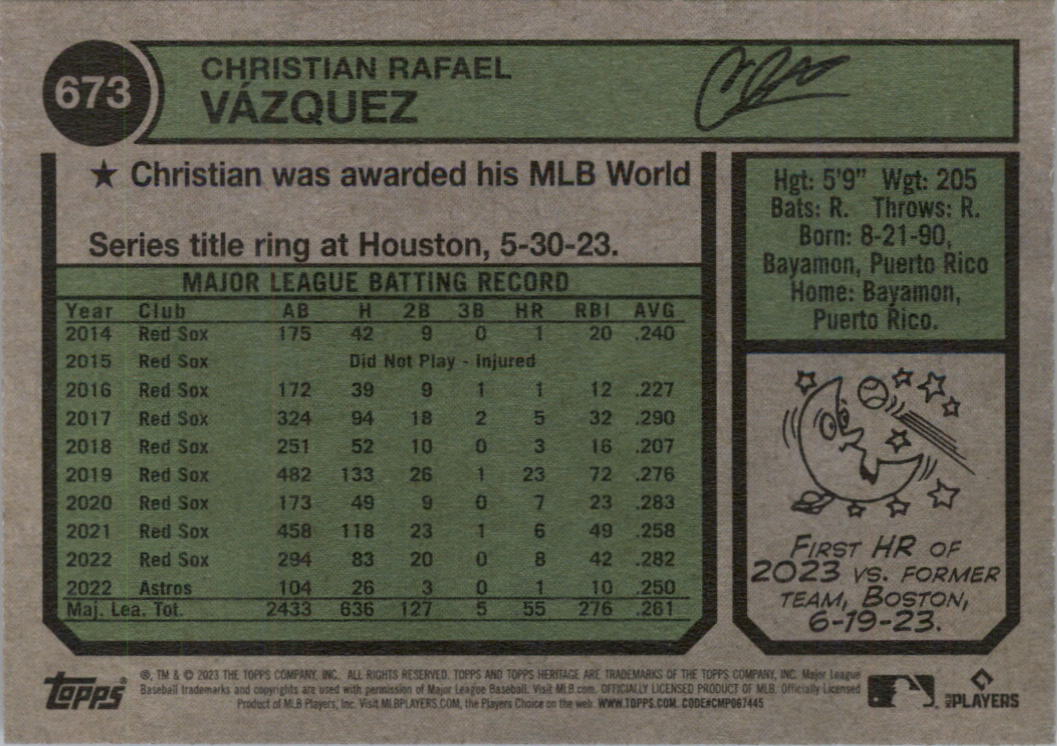 673
CHRISTIAN RAFAEL
VÁZQUEZ
★ Christian was awarded his MLB World
Series title ring at Houston, 5-30-23.
MAJOR LEAGUE BATTING RECORD
Year Club AB H 2B 3B HR RBI AVG
2014 Red Sox 175 42 9 0 1 20 .240
2015 Red Sox Did Not Play - Injured
2016 Red Sox 172 39 9 1 1 12 .227
2017 Red Sox 324 94 18 2 5 32 .290
2018 Red Sox 251 52 10 0 3 16 .207
2019 Red Sox 482 133 26 1 23 72 .276
2020 Red Sox 173 49 9 0 7 23 .283
2021 Red Sox 458 118 23 1 6 49 .258
2022 Red Sox 294 83 20 0 8 42 .282
2022 Astros 104 26 3 0 1 10 .250
Maj. Lea. Tot. 2433 636 127 5 55 276 .261
Hgt: 5'9" Wgt: 205
Bats: R. Throws: R.
Born: 8-21-90,
Bayamon, Puerto Rico
Home: Bayamon,
Puerto Rico.
FIRST HR OF
2023 VS. FORMER
TEAM, BOSTON,
6-19-23.
topps®
®, TM & © 2023 THE TOPPS COMPANY, INC. ALL RIGHTS RESERVED. TOPPS AND TOPPS HERITAGE ARE TRADEMARKS OF THE TOPPS COMPANY, INC. Major League
Baseball trademarks and copyrights are used with permission of Major League Baseball. Visit MLB.com. OFFICIALLY LICENSED PRODUCT OF MLB. Officially Licensed
Product of MLB Players, Inc. Visit MLBPLAYERS.COM, the Players Choice on the web. WWW.TOPPS.COM. CODE#CMP067445
MLB PLAYERS